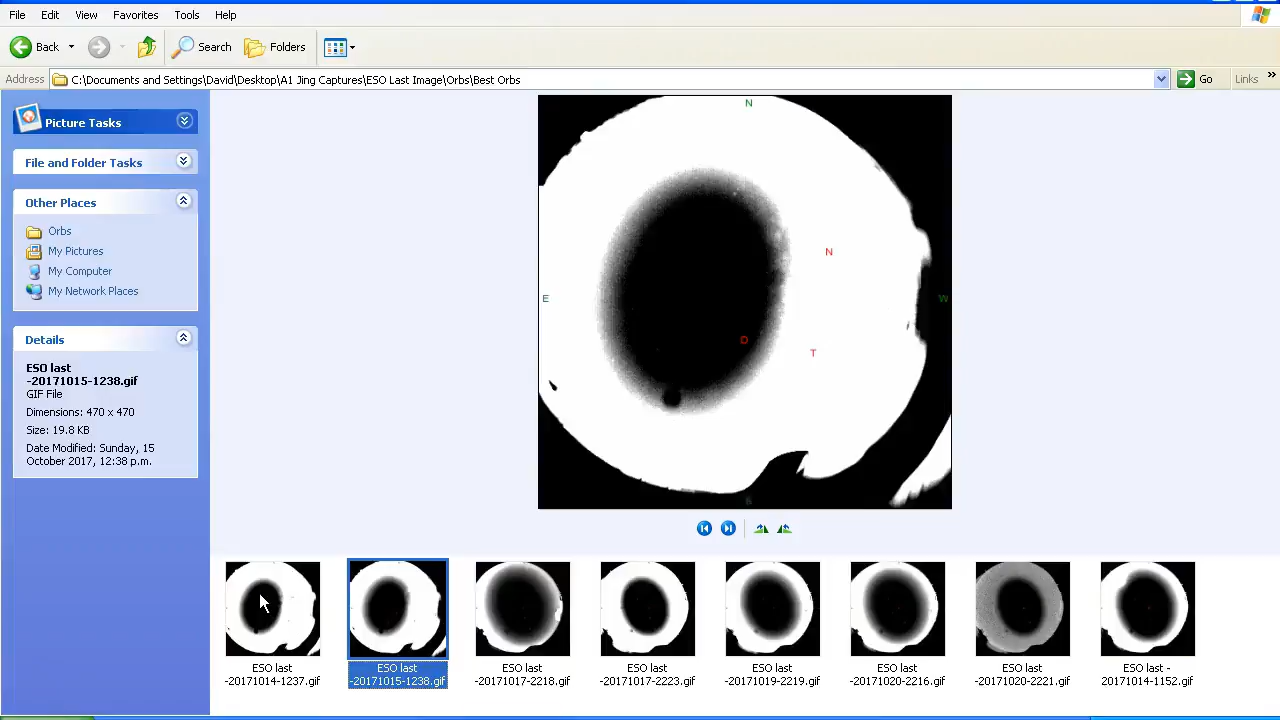 File Edit View Favorites Tools Help
Back Search Folders
Address C:\Documents and Settings\David\Desktop\A1 Jing Captures\ESO Last Image\Orbs\Best Orbs Go Links »
Picture Tasks
File and Folder Tasks
Other Places
Orbs
My Pictures
My Computer
My Network Places
Details
ESO last
-20171015-1238.gif
GIF File
Dimensions: 470 x 470
Size: 19.8 KB
Date Modified: Sunday, 15
October 2017, 12:38 p.m.
N
N
E W
O
T
S
ESO last
-20171014-1237.gif
ESO last
-20171015-1238.gif
ESO last
-20171017-2218.gif
ESO last
-20171017-2223.gif
ESO last
-20171019-2219.gif
ESO last
-20171020-2216.gif
ESO last
-20171020-2221.gif
ESO last -
20171014-1152.gif